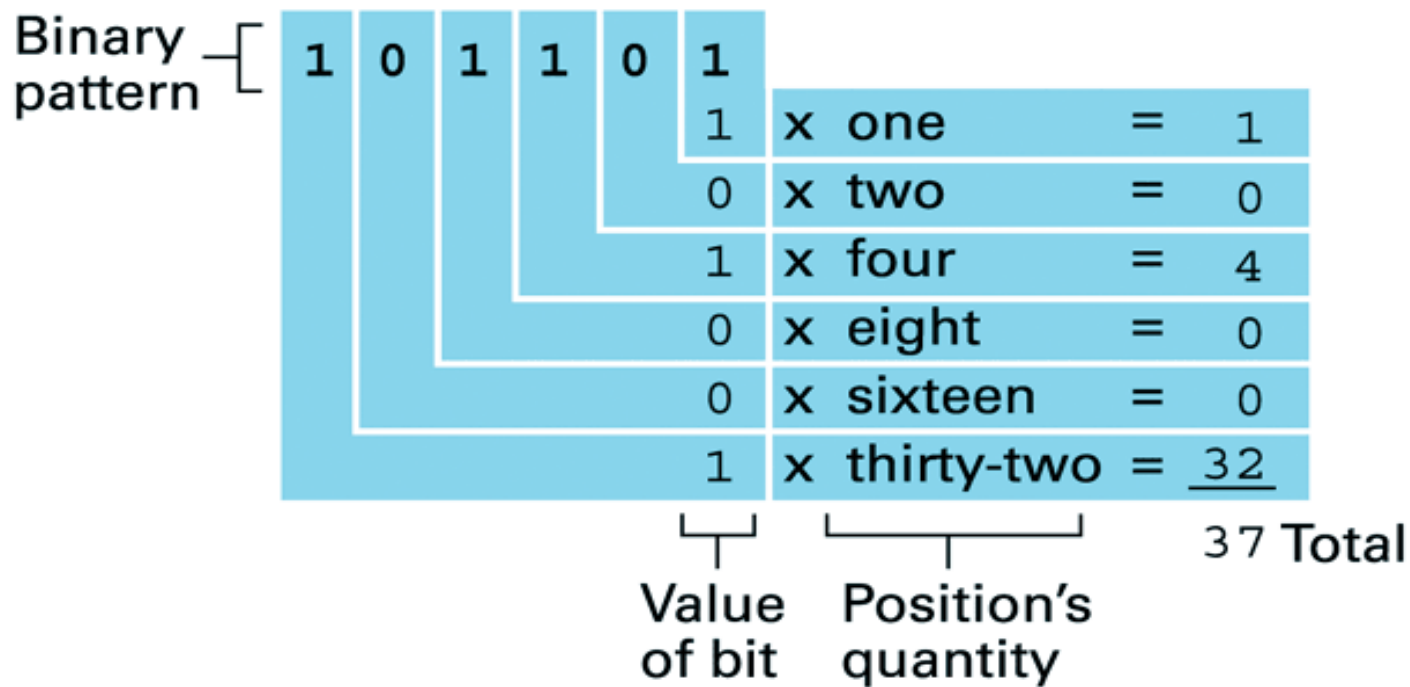 Binary
pattern
1 0 1 1 0 1
1 x one = 1
0 x two = 0
1 x four = 4
0 x eight = 0
0 x sixteen = 0
1 x thirty-two = 32
37 Total
Value
of bit
Position’s
quantity